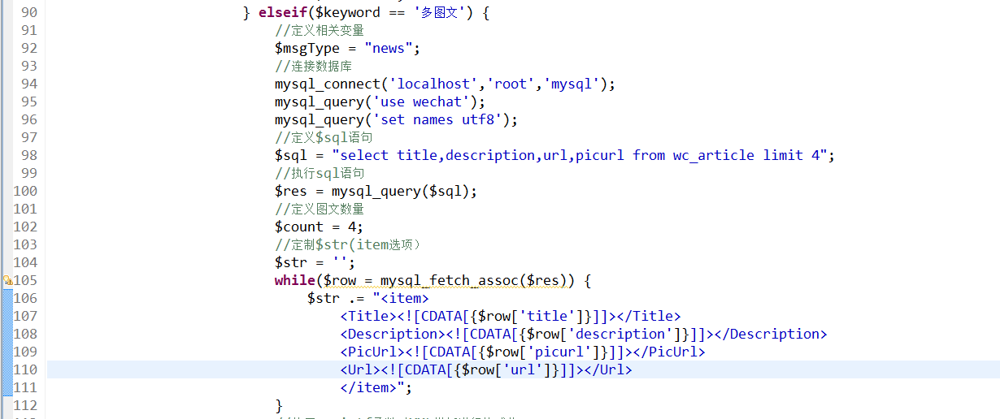 90 } elseif($keyword == '多图文') {
91 //定义相关变量
92 $msgType = "news";
93 //连接数据库
94 mysql_connect('localhost','root','mysql');
95 mysql_query('use wechat');
96 mysql_query('set names utf8');
97 //定义$sql语句
98 $sql = "select title,description,url,picurl from wc_article limit 4";
99 //执行sql语句
100 $res = mysql_query($sql);
101 //定义图文数量
102 $count = 4;
103 //定制$str(item选项）
104 $str = '';
105 while($row = mysql_fetch_assoc($res)) {
106 $str .= "<item>
107 <Title><![CDATA[{$row['title']}]]></Title>
108 <Description><![CDATA[{$row['description']}]]></Description>
109 <PicUrl><![CDATA[{$row['picurl']}]]></PicUrl>
110 <Url><![CDATA[{$row['url']}]]></Url>
111 </item>";
112 }